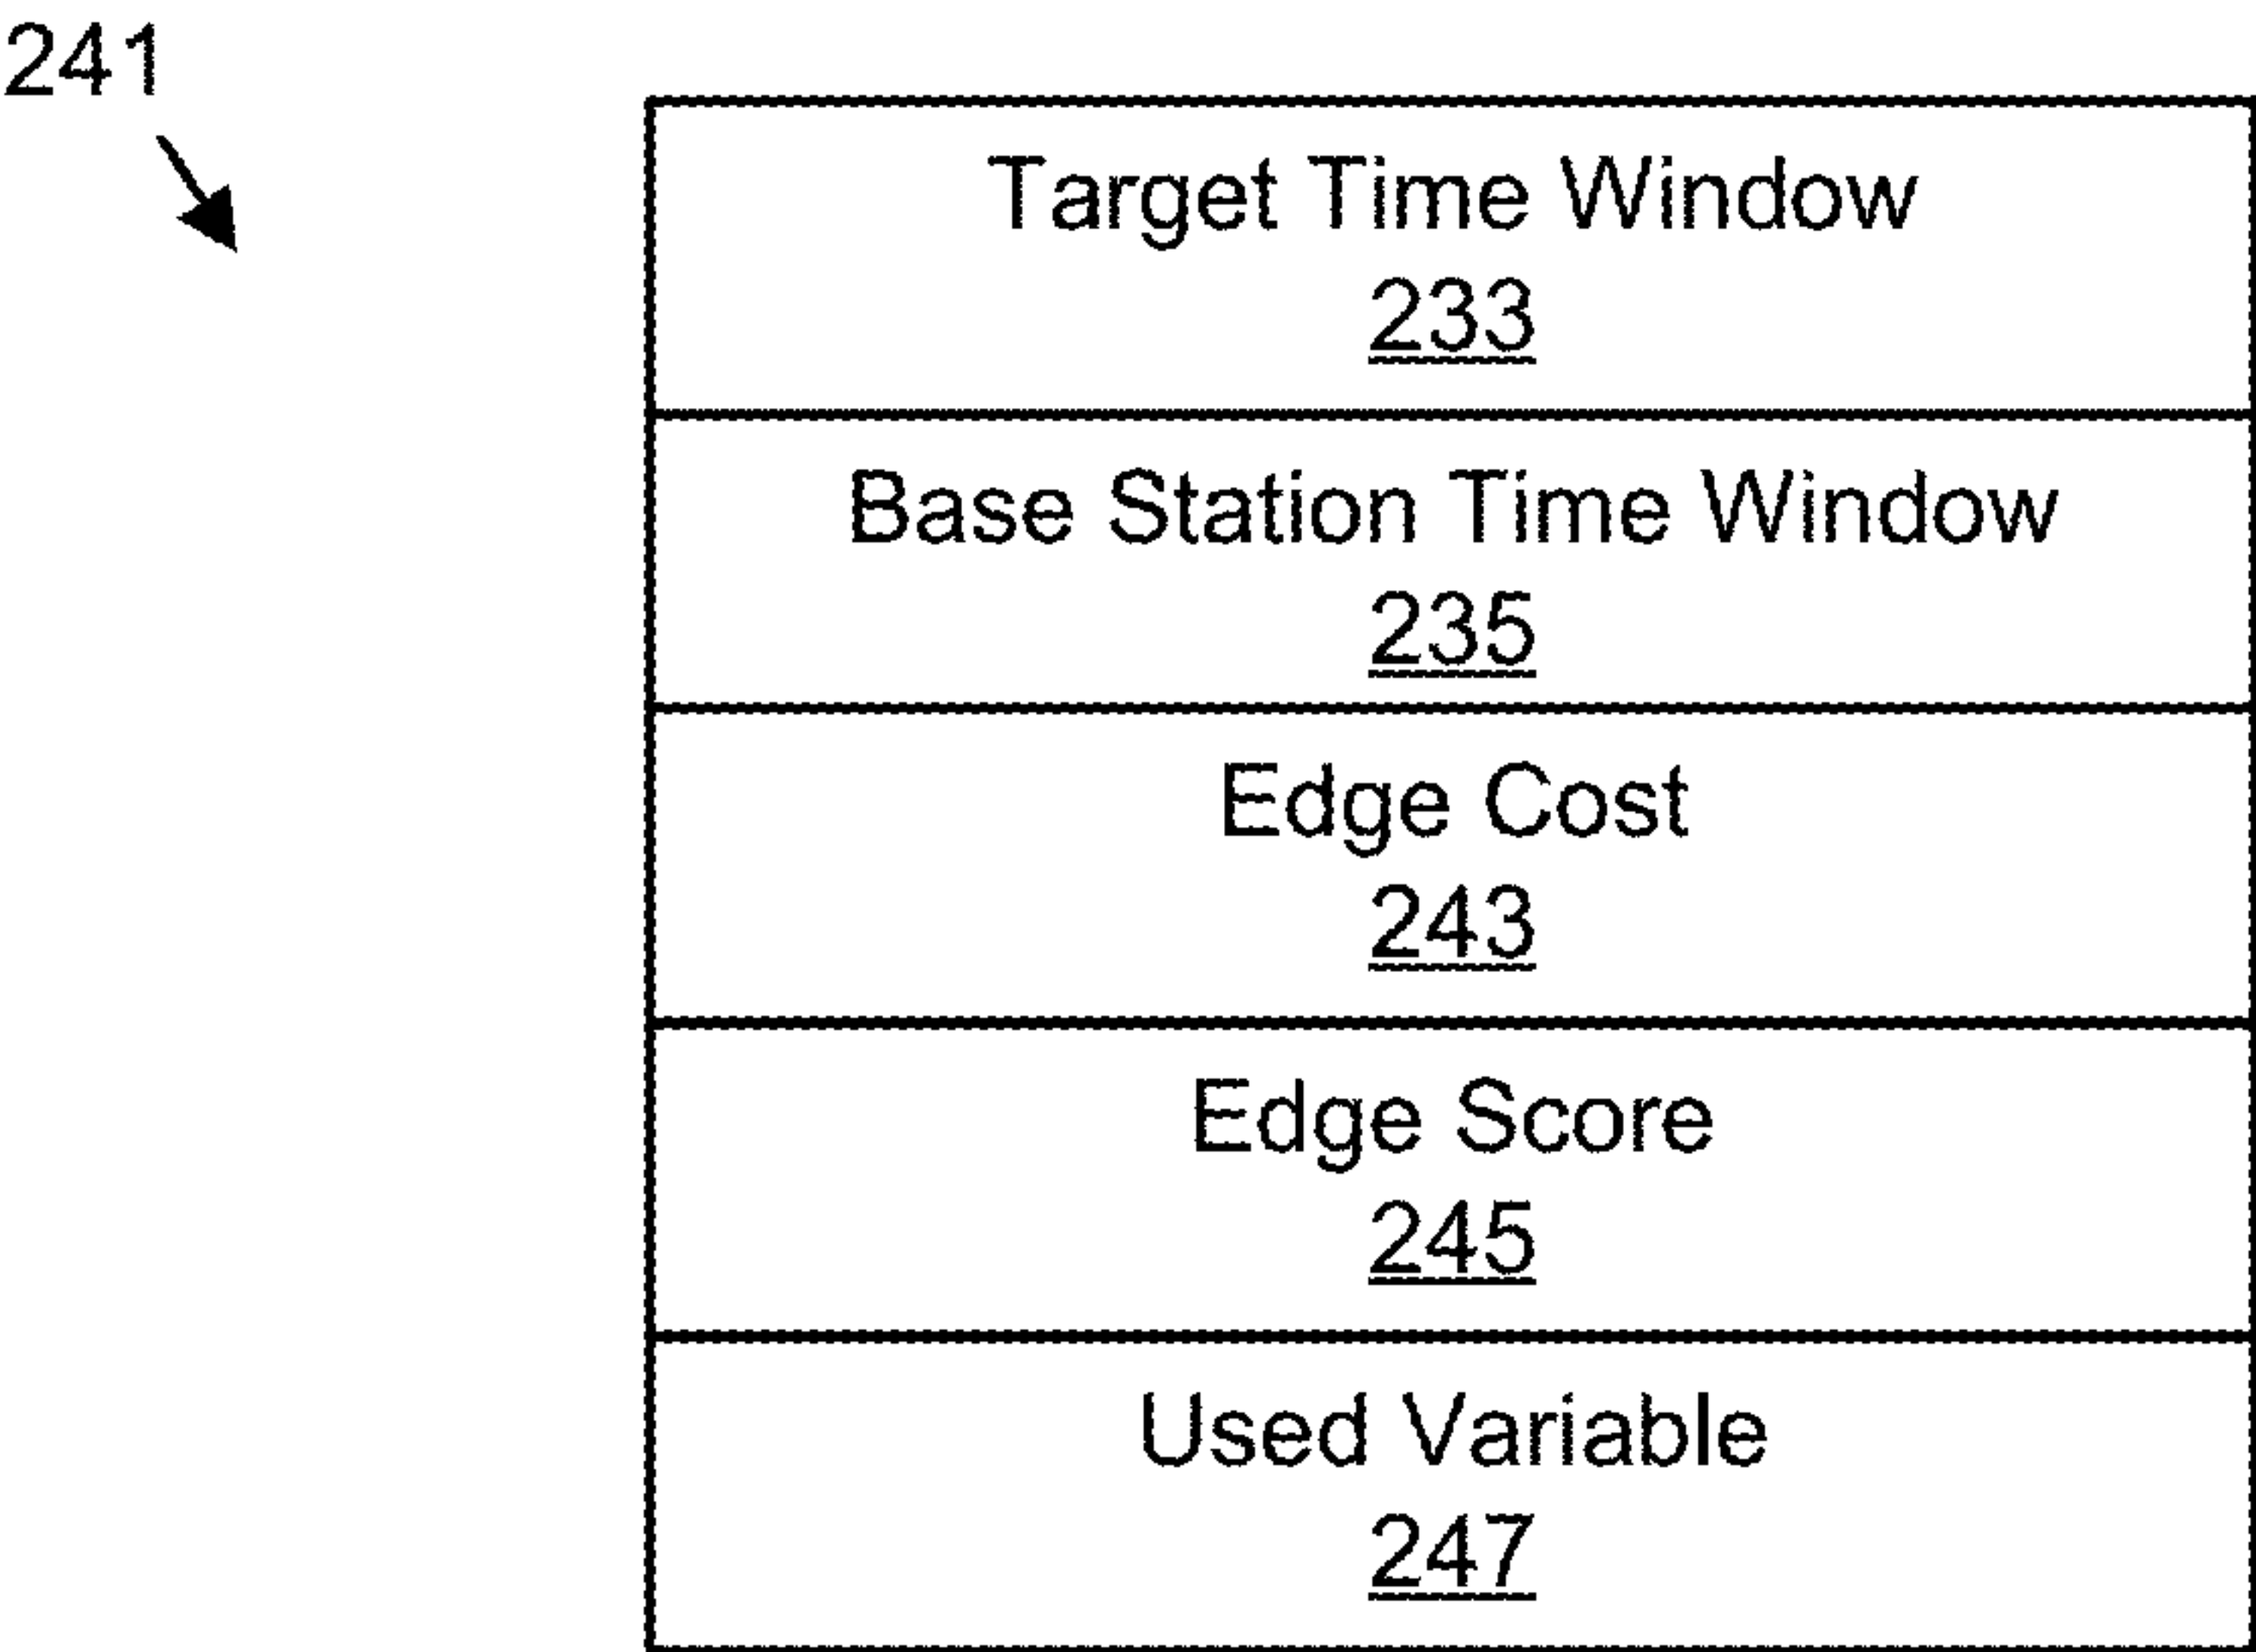 241
Target Time Window
233
Base Station Time Window
235
Edge Cost
243
Edge Score
245
Used Variable
247